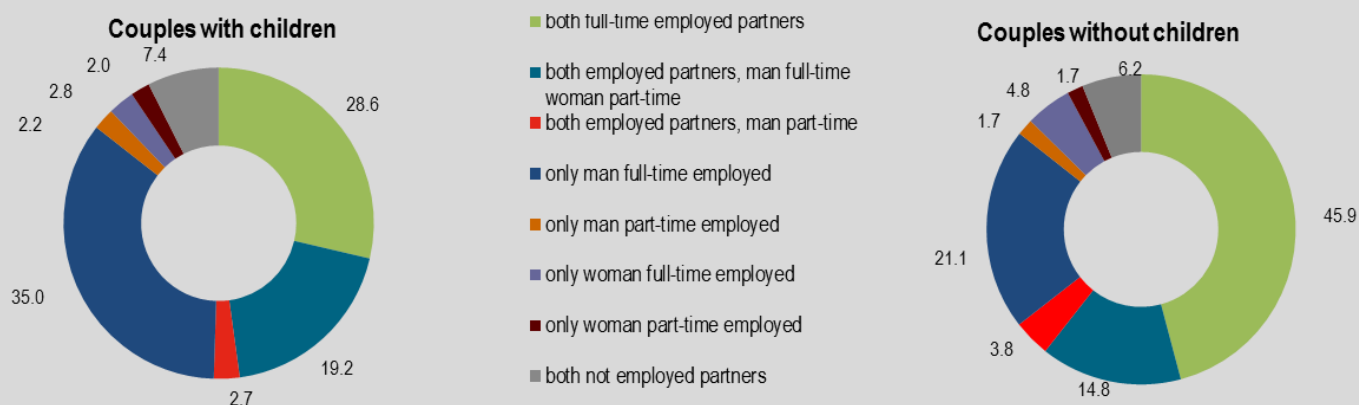 Couples with children
7.4
2.0
2.8
2.2
28.6
35.0
19.2
2.7
both full-time employed partners
both employed partners, man full-time
woman part-time
both employed partners, man part-time
only man full-time employed
only man part-time employed
only woman full-time employed
only woman part-time employed
both not employed partners
Couples without children
6.2
1.7
4.8
1.7
45.9
21.1
3.8
14.8